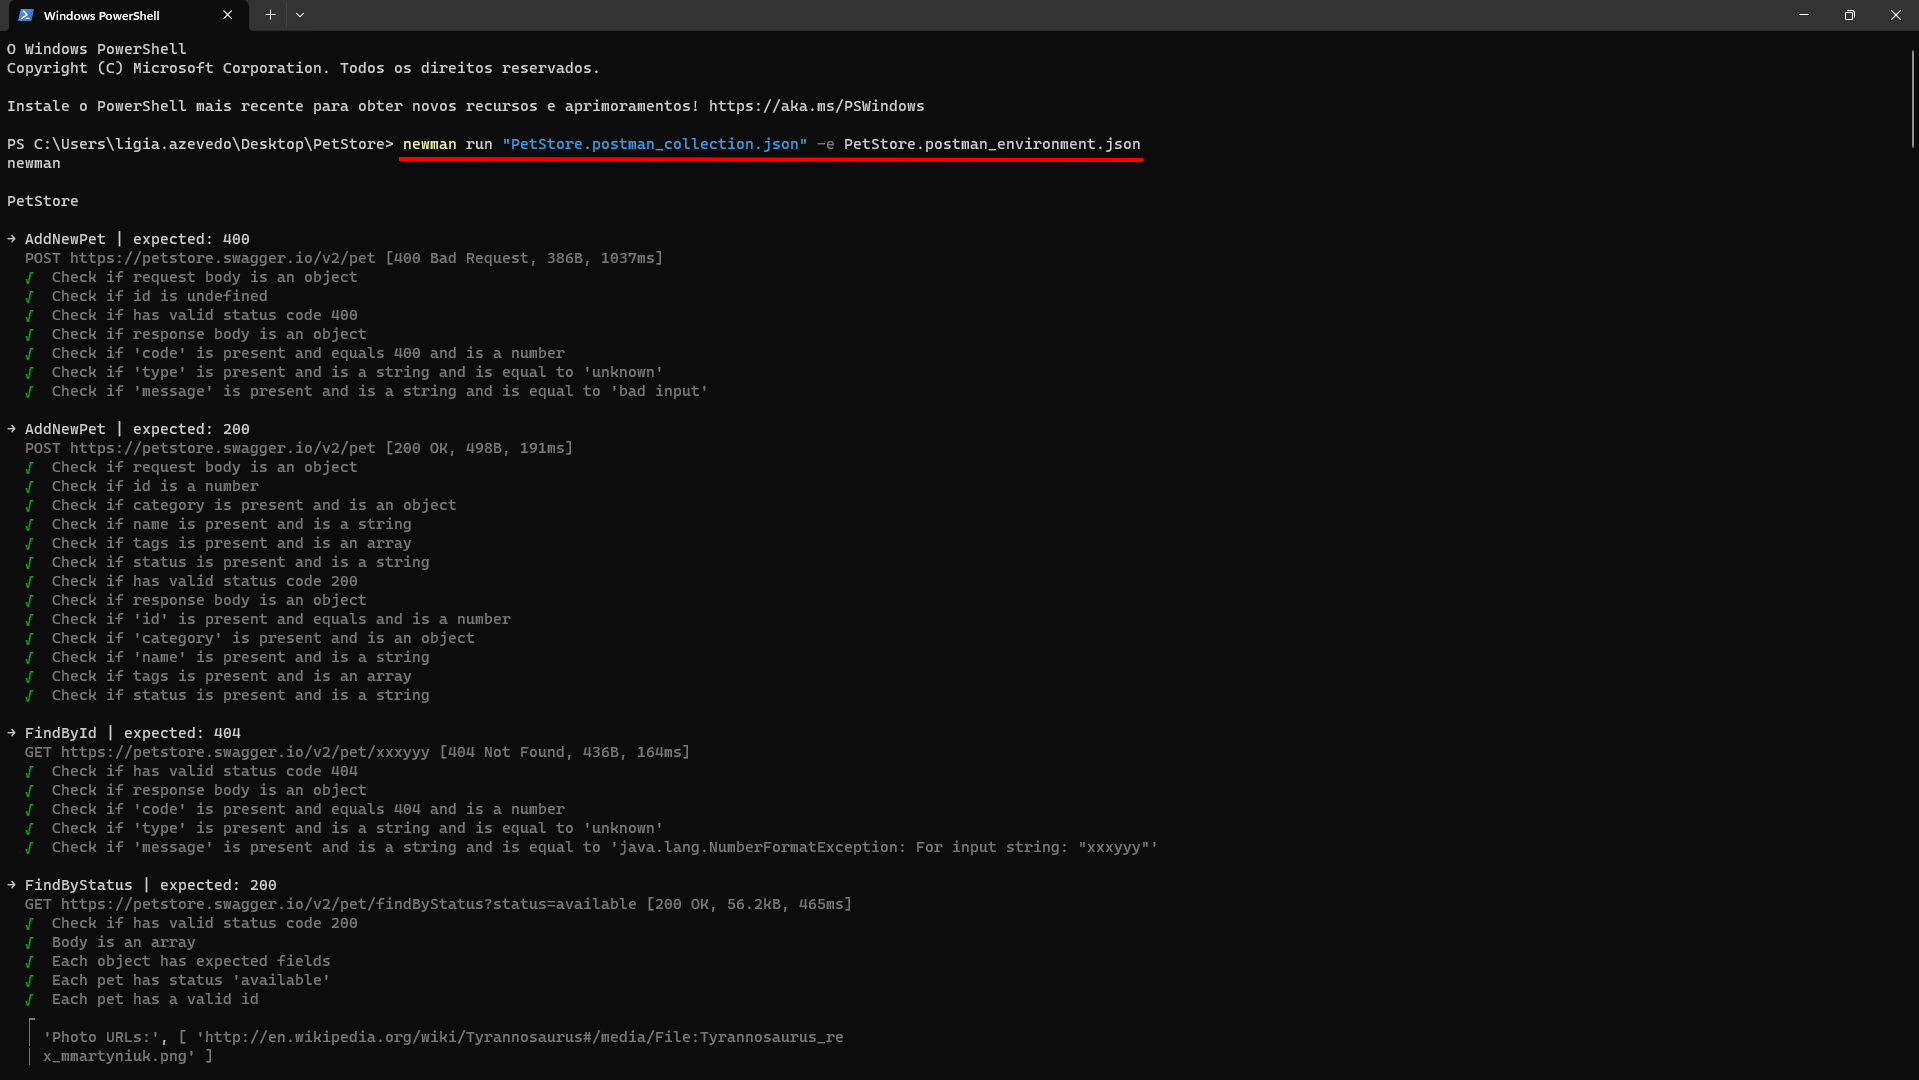 Windows PowerShell
O Windows PowerShell
Copyright (C) Microsoft Corporation. Todos os direitos reservados.
Instale o PowerShell mais recente para obter novos recursos e aprimoramentos! https://aka.ms/PSWindows
PS C:\Users\ligia.azevedo\Desktop\PetStore> newman run "PetStore.postman_collection.json" -e PetStore.postman_environment.json
newman
PetStore
→ AddNewPet | expected: 400
POST https://petstore.swagger.io/v2/pet [400 Bad Request, 386B, 1037ms]
√ Check if request body is an object
√ Check if id is undefined
√ Check if has valid status code 400
√ Check if response body is an object
√ Check if 'code' is present and equals 400 and is a number
√ Check if 'type' is present and is a string and is equal to 'unknown'
√ Check if 'message' is present and is a string and is equal to 'bad input'
→ AddNewPet | expected: 200
POST https://petstore.swagger.io/v2/pet [200 OK, 498B, 191ms]
√ Check if request body is an object
√ Check if id is a number
√ Check if category is present and is an object
√ Check if name is present and is a string
√ Check if tags is present and is an array
√ Check if status is present and is a string
√ Check if has valid status code 200
√ Check if response body is an object
√ Check if 'id' is present and equals and is a number
√ Check if 'category' is present and is an object
√ Check if 'name' is present and is a string
√ Check if tags is present and is an array
√ Check if status is present and is a string
→ FindById | expected: 404
GET https://petstore.swagger.io/v2/pet/xxxyyy [404 Not Found, 436B, 164ms]
√ Check if has valid status code 404
√ Check if response body is an object
√ Check if 'code' is present and equals 404 and is a number
√ Check if 'type' is present and is a string and is equal to 'unknown'
√ Check if 'message' is present and is a string and is equal to 'java.lang.NumberFormatException: For input string: "xxxyyy"'
→ FindByStatus | expected: 200
GET https://petstore.swagger.io/v2/pet/findByStatus?status=available [200 OK, 56.2kB, 465ms]
√ Check if has valid status code 200
√ Body is an array
√ Each object has expected fields
√ Each pet has status 'available'
√ Each pet has a valid id
'Photo URLs:', [ 'http://en.wikipedia.org/wiki/Tyrannosaurus#/media/File:Tyrannosaurus_re
x_mmartyniuk.png' ]